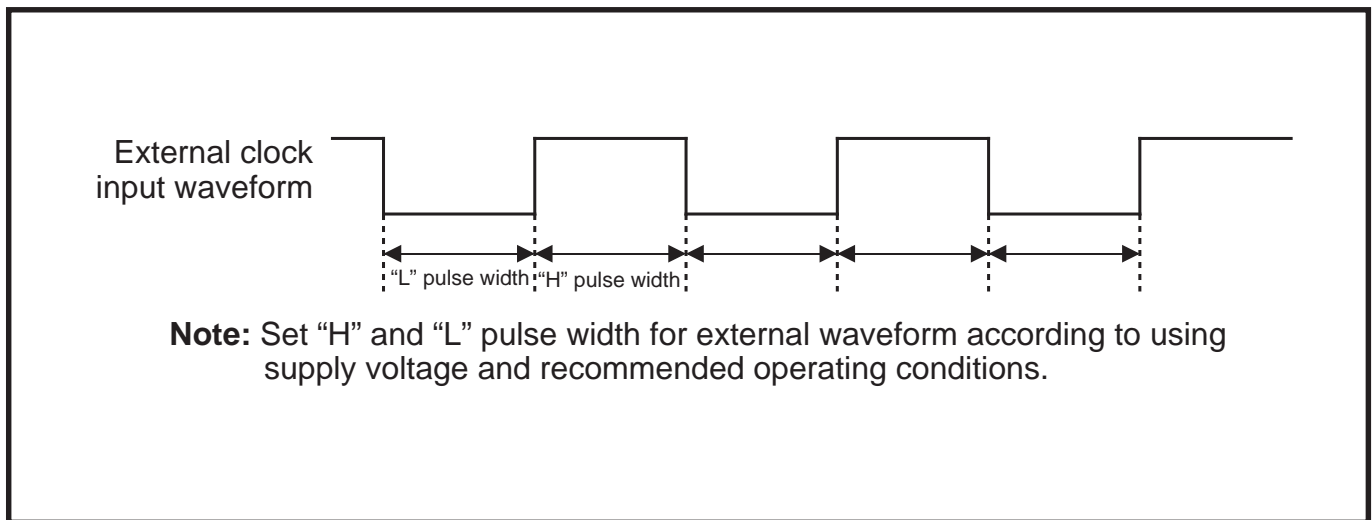 External clock
input waveform
“L” pulse width
“H” pulse width
Note: Set “H” and “L” pulse width for external waveform according to using
supply voltage and recommended operating conditions.